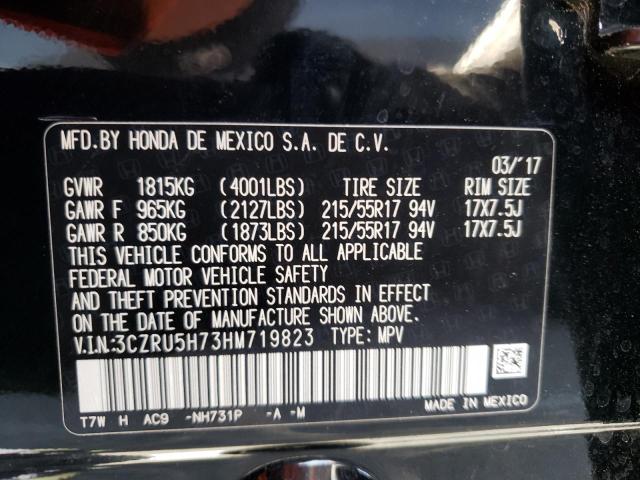 MFD.BY HONDA DE MEXICO S.A. DE C.V.
03/'17
GVWR 1815KG (4001LBS) TIRE SIZE RIM SIZE
GAWR F 965KG (2127LBS) 215/55R17 94V 17X7.5J
GAWR R 850KG (1873LBS) 215/55R17 94V 17X7.5J
THIS VEHICLE CONFORMS TO ALL APPLICABLE
FEDERAL MOTOR VEHICLE SAFETY
AND THEFT PREVENTION STANDARDS IN EFFECT
ON THE DATE OF MANUFACTURE SHOWN ABOVE.
V.I.N:3CZRU5H73HM719823 TYPE: MPV
T7W H AC9 -NH731P -A -M
MADE IN MEXICO